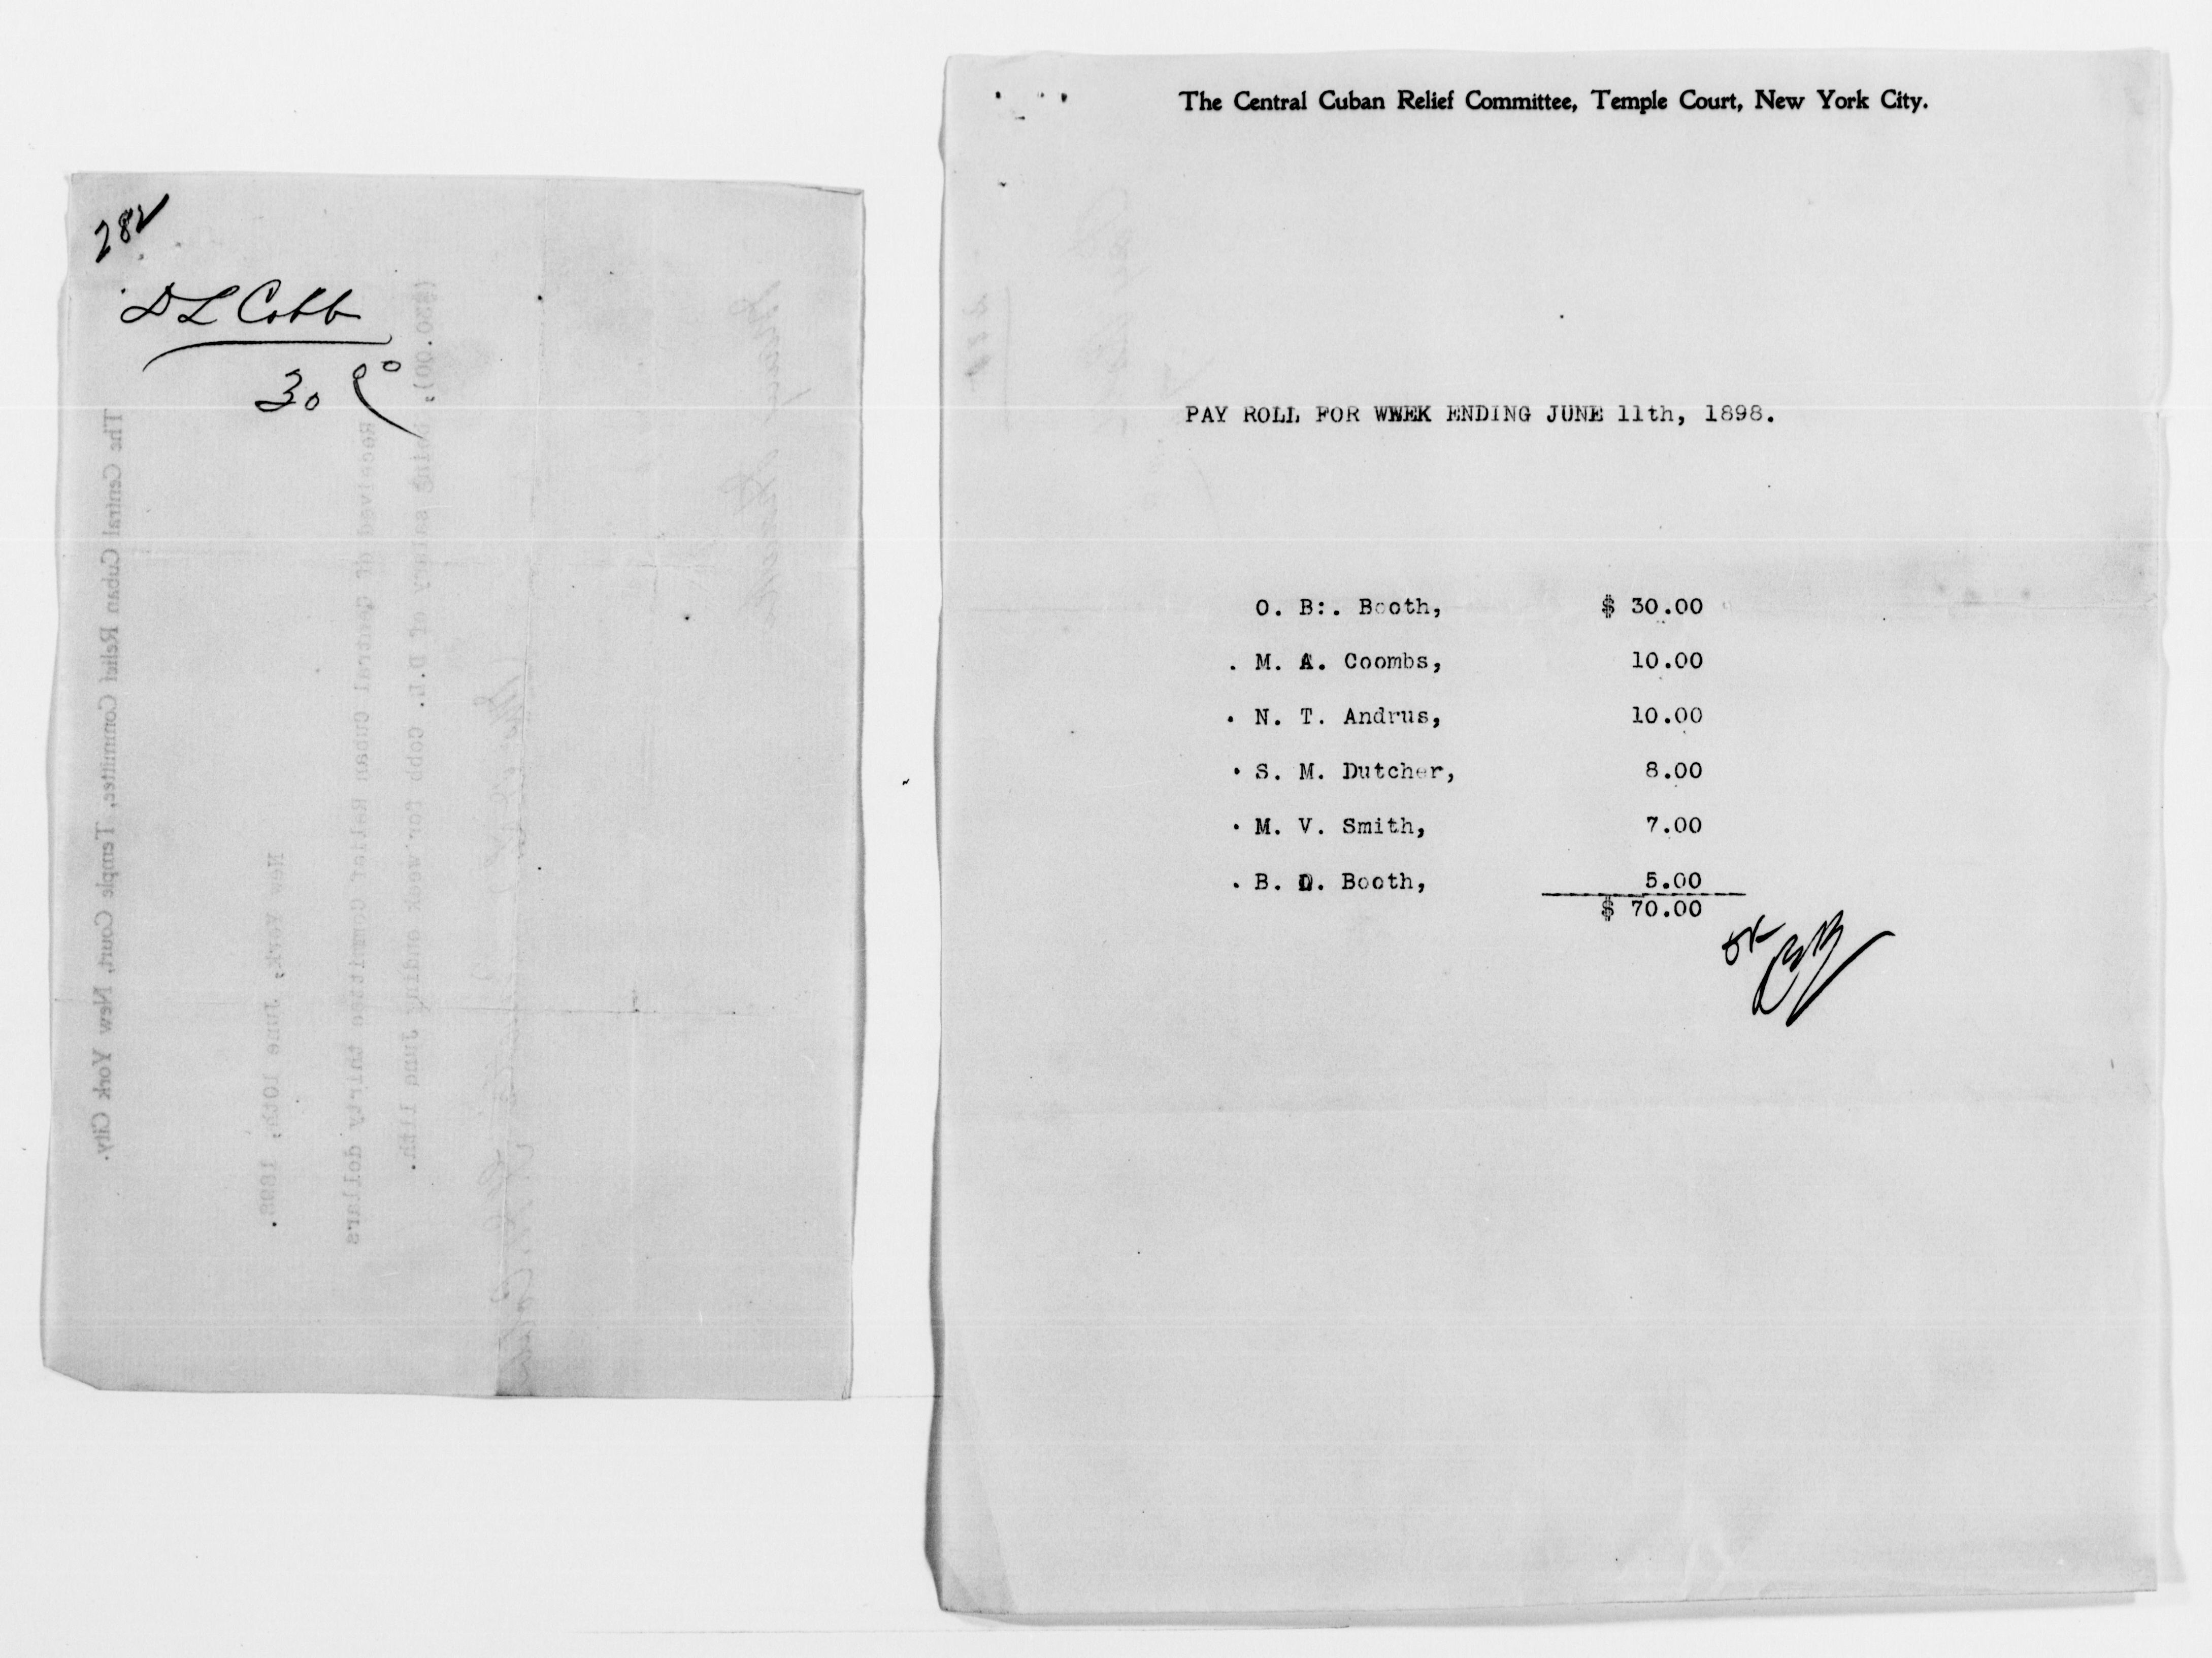 282
D L Cobb
30 00
The Central Cuban Relief Committee, Temple Court, New York City.
New York, June 10th, 1898.
Received of Central Cuban Relief Committee thirty dollars
($30.00), being salary of D.L. Cobb for week ending June 11th.
The Central Cuban Relief Committee, Temple Court, New York City.
PAY ROLL FOR WWEK ENDING JUNE 11th, 1898.
O. B:. Booth, $ 30.00
. M. A. Coombs, 10.00
. N. T. Andrus, 10.00
. S. M. Dutcher, 8.00
. M. V. Smith, 7.00
. B. D. Booth, 5.00
$ 70.00
OK